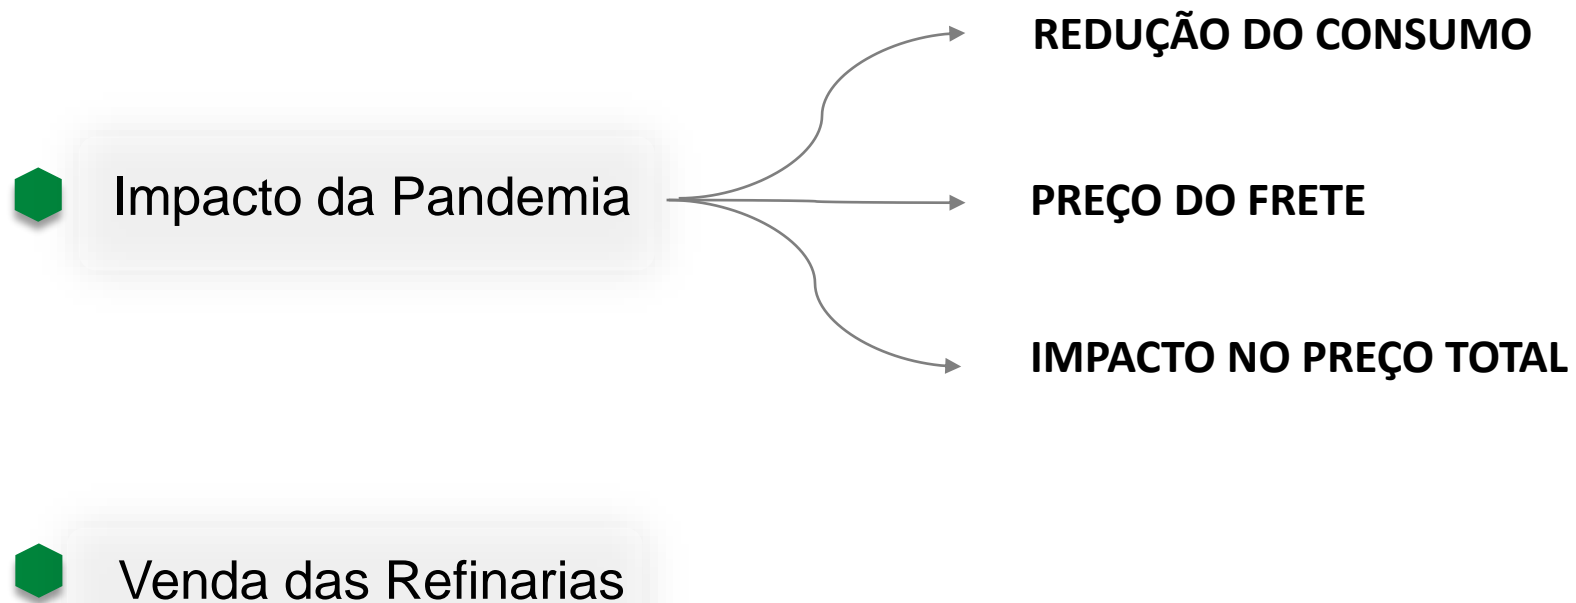 REDUÇÃO DO CONSUMO
Impacto da Pandemia
PREÇO DO FRETE
IMPACTO NO PREÇO TOTAL
Venda das Refinarias